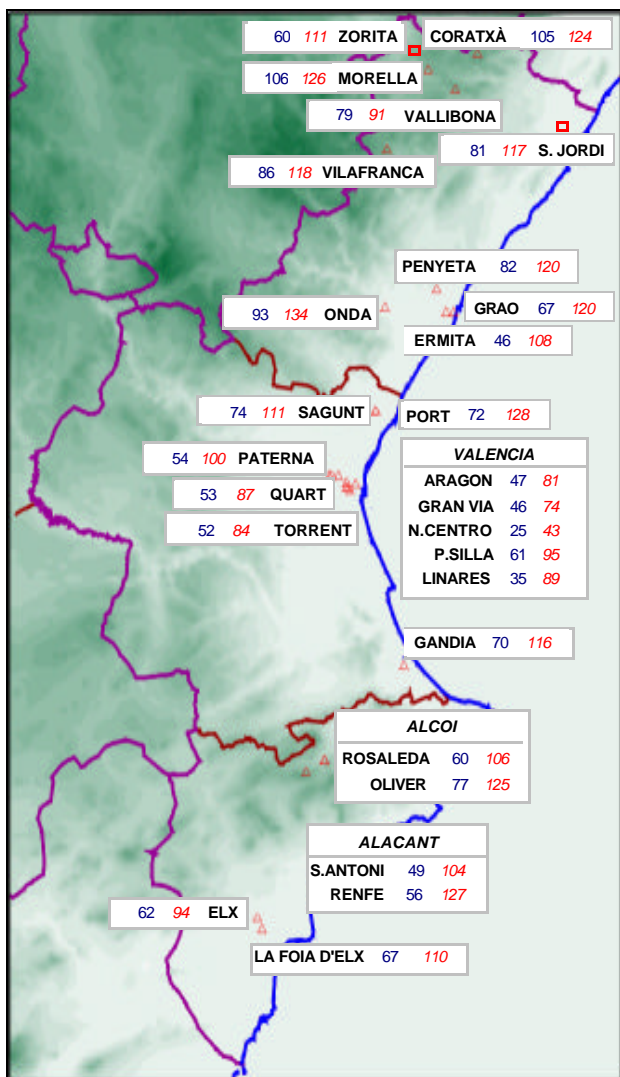 60 111 ZORITA
CORATXÀ 105 124
106 126 MORELLA
79 91 VALLIBONA
81 117 S. JORDI
86 118 VILAFRANCA
PENYETA 82 120
93 134 ONDA
GRAO 67 120
ERMITA 46 108
74 111 SAGUNT
PORT 72 128
54 100 PATERNA
53 87 QUART
52 84 TORRENT
VALENCIA
ARAGON 47 81
GRAN VIA 46 74
N.CENTRO 25 43
P.SILLA 61 95
LINARES 35 89
GANDIA 70 116
ALCOI
ROSALEDA 60 106
OLIVER 77 125
ALACANT
S.ANTONI 49 104
RENFE 56 127
62 94 ELX
LA FOIA D'ELX 67 110